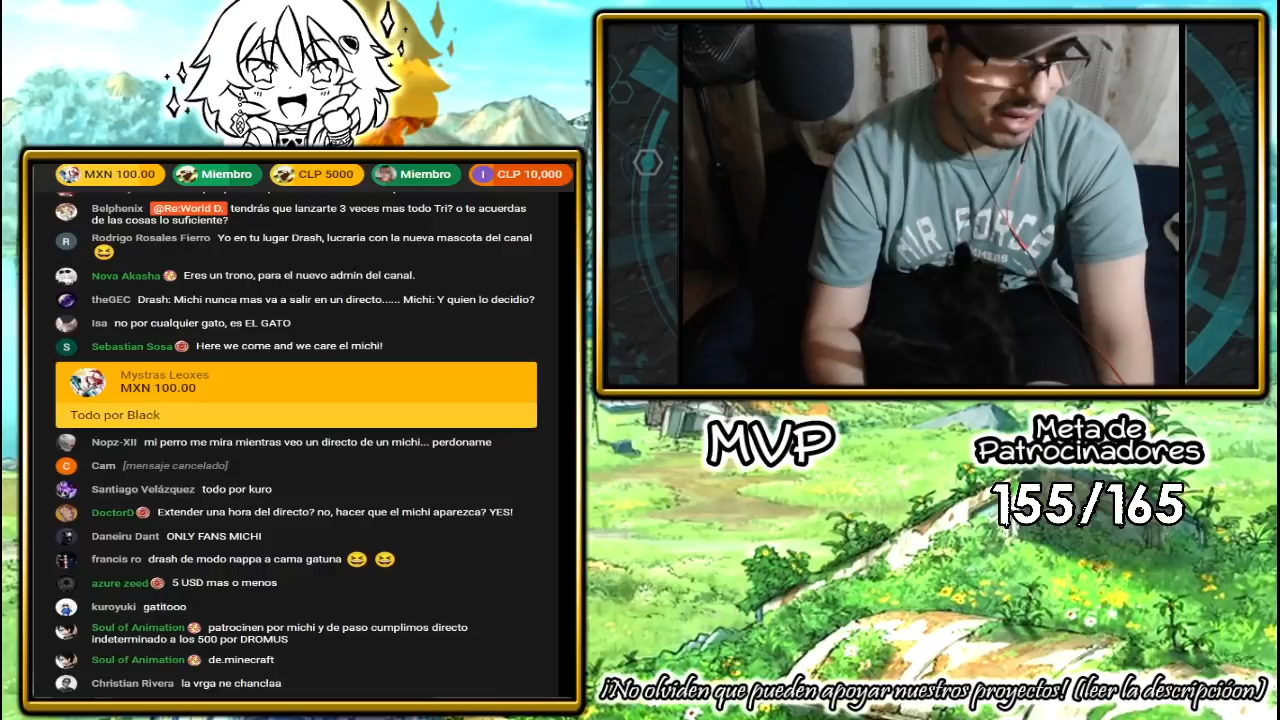 MXN 100.00
Miembro
CLP 5000
Miembro
I CLP 10,000
Belphenix @Re:World D. tendrás que lanzarte 3 veces mas todo Tri? o te acuerdas
de las cosas lo suficiente?
R Rodrigo Rosales Fierro Yo en tu lugar Drash, lucraria con la nueva mascota del canal
😆
Nova Akasha Eres un trono, para el nuevo admin del canal.
theGEC Drash: Michi nunca mas va a salir en un directo...... Michi: Y quien lo decidio?
Isa no por cualquier gato, es EL GATO
S Sebastian Sosa Here we come and we care el michi!
Mystras Leoxes
MXN 100.00
Todo por Black
Nopz-XII mi perro me mira mientras veo un directo de un michi... perdoname
C Cam [mensaje cancelado]
Santiago Velázquez todo por kuro
DoctorD Extender una hora del directo? no, hacer que el michi aparezca? YES!
Daneiru Dant ONLY FANS MICHI
francis ro drash de modo nappa a cama gatuna 😆 😆
azure zeed 5 USD mas o menos
kuroyuki gatitooo
Soul of Animation patrocinen por michi y de paso cumplimos directo
indeterminado a los 500 por DROMUS
Soul of Animation de.minecraft
Christian Rivera la vrga ne chanclaa
AIR FORCE
MVP
Meta de
Patrocinadores
155/165
¡¡No olviden que pueden apoyar nuestros proyectos! (leer la descripcióon)